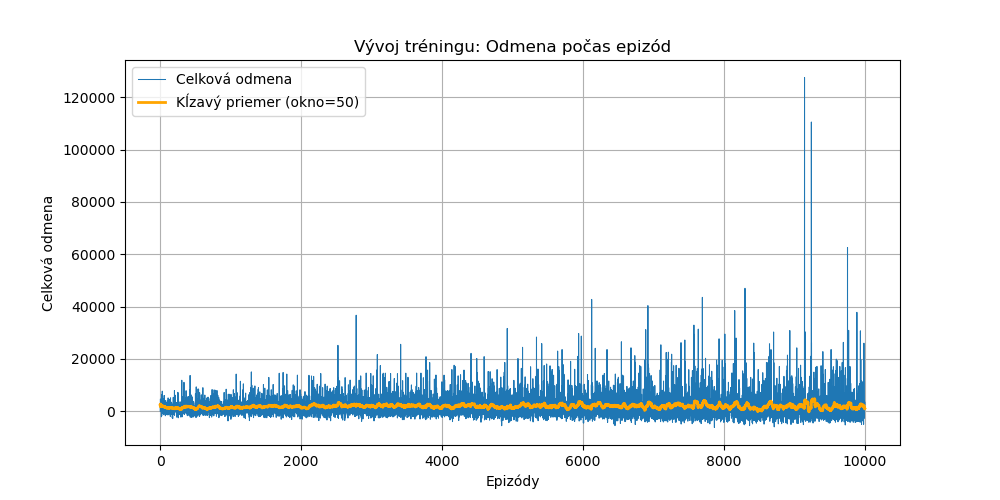 Vývoj tréningu: Odmena počas epizód
Celková odmena
Kĺzavý priemer (okno=50)
120000
100000
80000
60000
40000
20000
0
Celková odmena
0
2000
4000
6000
8000
10000
Epizódy